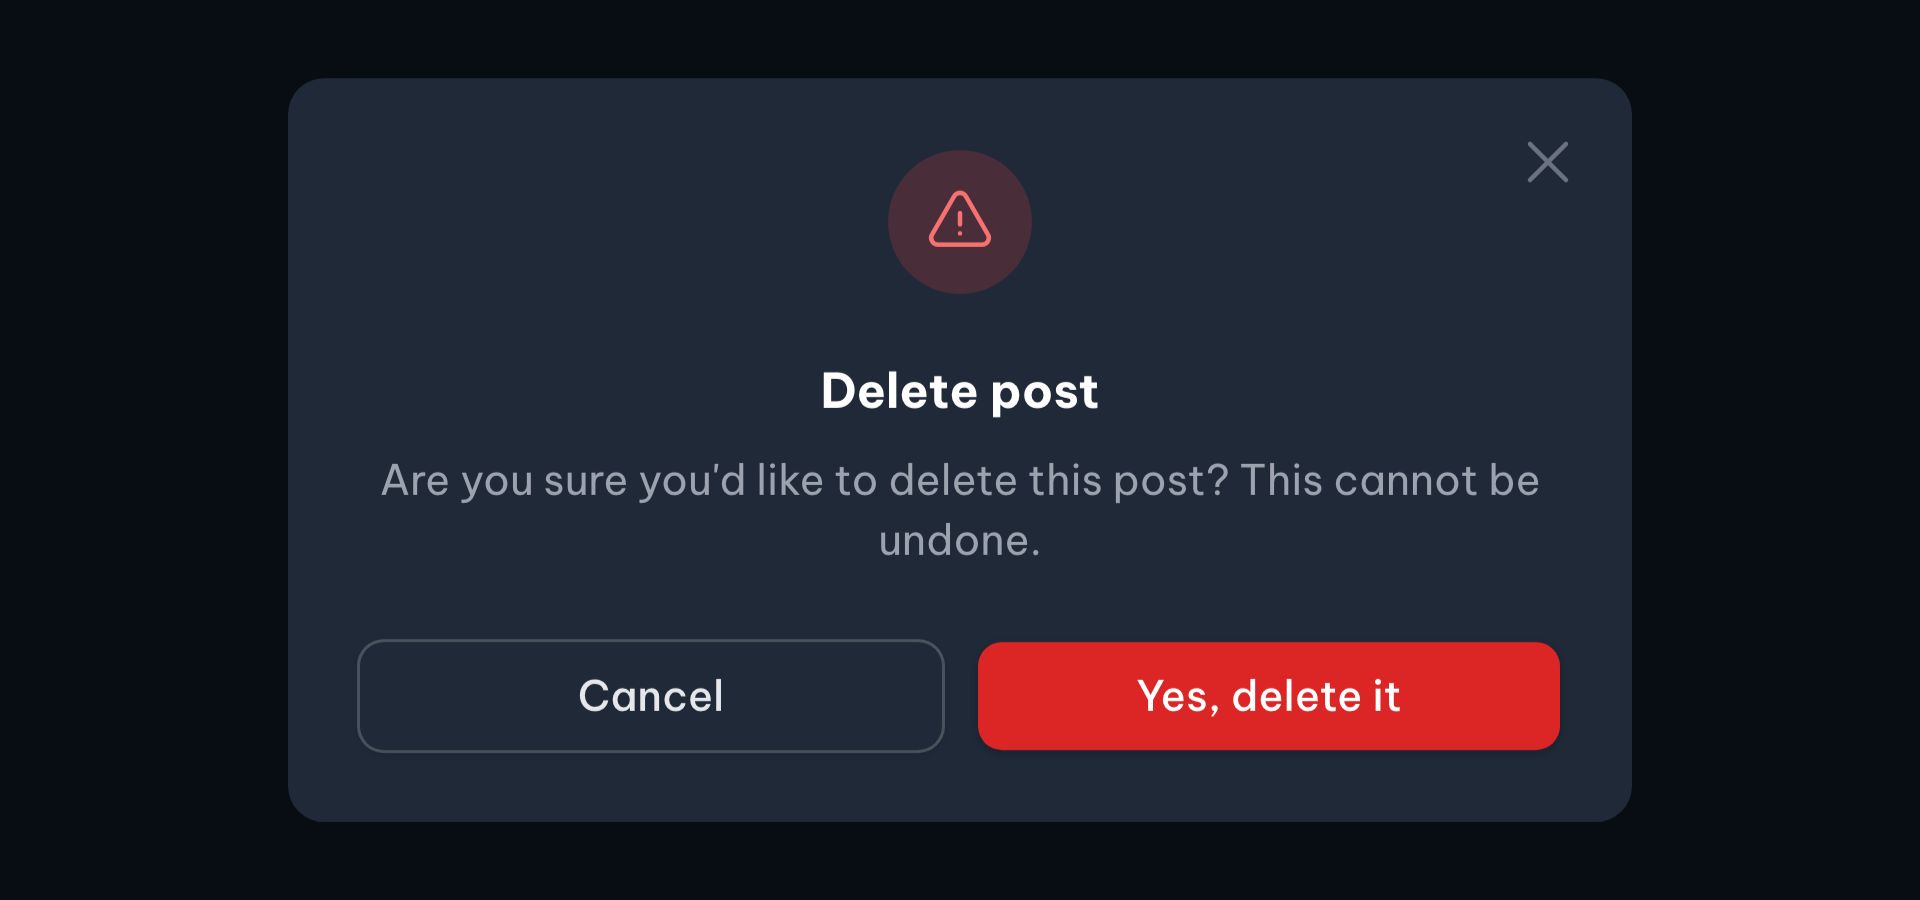 Delete post
Are you sure you'd like to delete this post? This cannot be
undone.
Cancel
Yes, delete it